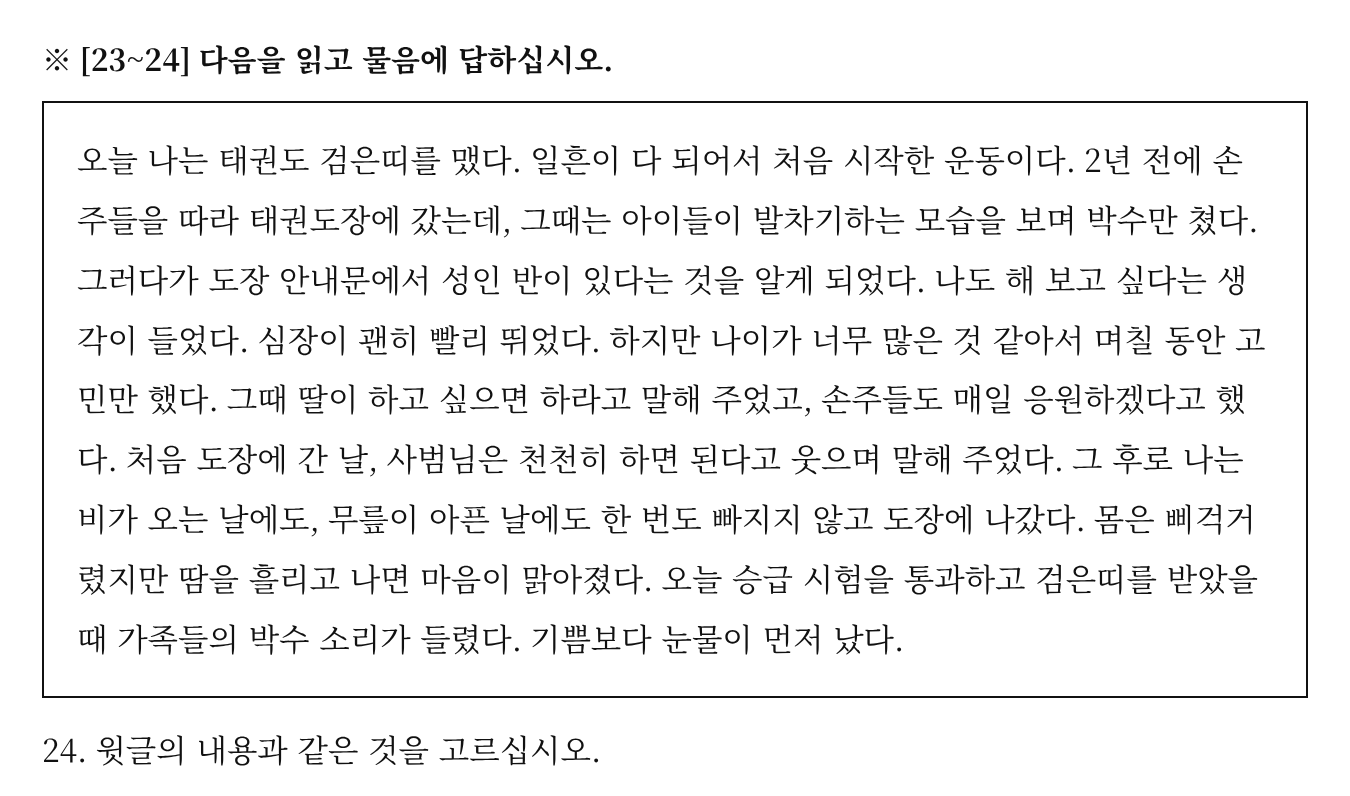 ※ [23~24] 다음을 읽고 물음에 답하십시오.
오늘 나는 태권도 검은띠를 맸다. 일흔이 다 되어서 처음 시작한 운동이다. 2년 전에 손
주들을 따라 태권도장에 갔는데, 그때는 아이들이 발차기하는 모습을 보며 박수만 쳤다.
그러다가 도장 안내문에서 성인 반이 있다는 것을 알게 되었다. 나도 해 보고 싶다는 생
각이 들었다. 심장이 괜히 빨리 뛰었다. 하지만 나이가 너무 많은 것 같아서 며칠 동안 고
민만 했다. 그때 딸이 하고 싶으면 하라고 말해 주었고, 손주들도 매일 응원하겠다고 했
다. 처음 도장에 간 날, 사범님은 천천히 하면 된다고 웃으며 말해 주었다. 그 후로 나는
비가 오는 날에도, 무릎이 아픈 날에도 한 번도 빠지지 않고 도장에 나갔다. 몸은 삐걱거
렸지만 땀을 흘리고 나면 마음이 맑아졌다. 오늘 승급 시험을 통과하고 검은띠를 받았을
때 가족들의 박수 소리가 들렸다. 기쁨보다 눈물이 먼저 났다.
24. 윗글의 내용과 같은 것을 고르십시오.